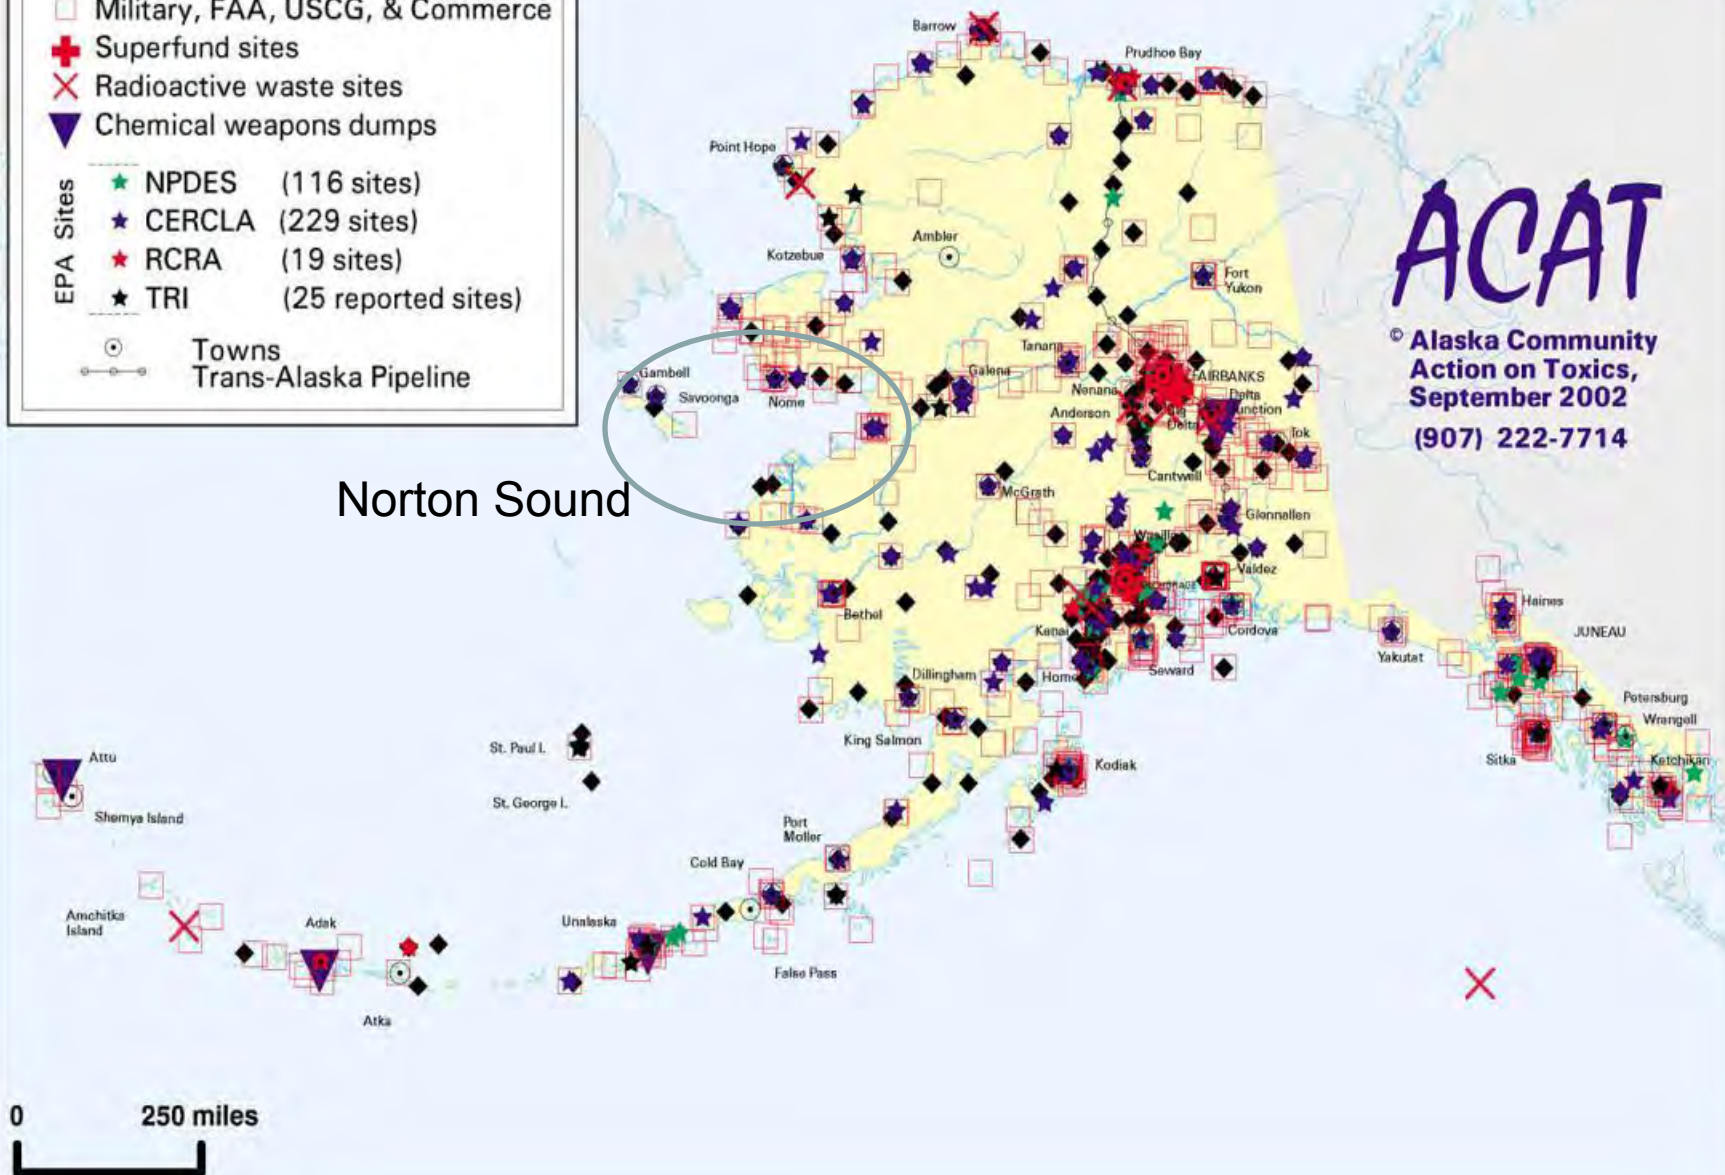 Military, FAA, USCG, & Commerce
Superfund sites
Radioactive waste sites
Chemical weapons dumps
EPA Sites
NPDES (116 sites)
CERCLA (229 sites)
RCRA (19 sites)
TRI (25 reported sites)
Towns
Trans-Alaska Pipeline
ACAT
© Alaska Community
Action on Toxics,
September 2002
(907) 222-7714
Norton Sound
Barrow
Prudhoe Bay
Point Hope
Ambler
Kotzebue
Fort
Yukon
Tanana
Galena
Gambell
Savoonga
Nome
Nenana
FAIRBANKS
Anderson
Big
Delta
Delta
Junction
Tok
Cantwell
McGrath
Glennallen
Wasilla
Valdez
Bethel
Kenai
Cordova
Seward
Homer
Dillingham
King Salmon
Kodiak
Yakutat
Haines
JUNEAU
Petersburg
Wrangell
Sitka
Ketchikan
St. Paul I.
St. George I.
Attu
Shemya Island
Port
Moller
Cold Bay
Amchitka
Island
Adak
Unalaska
False Pass
Atka
0 250 miles